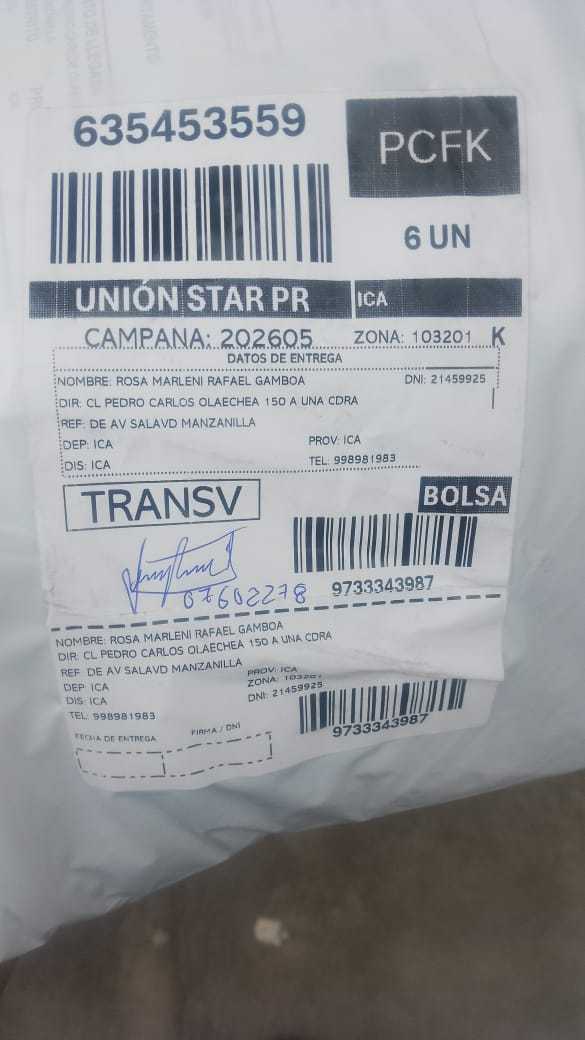 635453559
PCFK
6 UN
UNIÓN STAR PR
ICA
CAMPAÑA: 202605 ZONA: 103201 K
DATOS DE ENTREGA
NOMBRE: ROSA MARLENI RAFAEL GAMBOA DNI: 21459925
DIR: CL PEDRO CARLOS OLAECHEA 150 A UNA CDRA
REF: DE AV SALAVD MANZANILLA
DEP: ICA PROV: ICA
DIS: ICA TEL: 998981983
TRANSV
BOLSA
07602278
9733343987
NOMBRE: ROSA MARLENI RAFAEL GAMBOA
DIR: CL PEDRO CARLOS OLAECHEA 150 A UNA CDRA
REF: DE AV SALAVD MANZANILLA
DEP: ICA PROV: ICA
ZONA: 103201
DIS: ICA DNI: 21459925
TEL: 998981983
9733343987
FECHA DE ENTREGA FIRMA / DNI